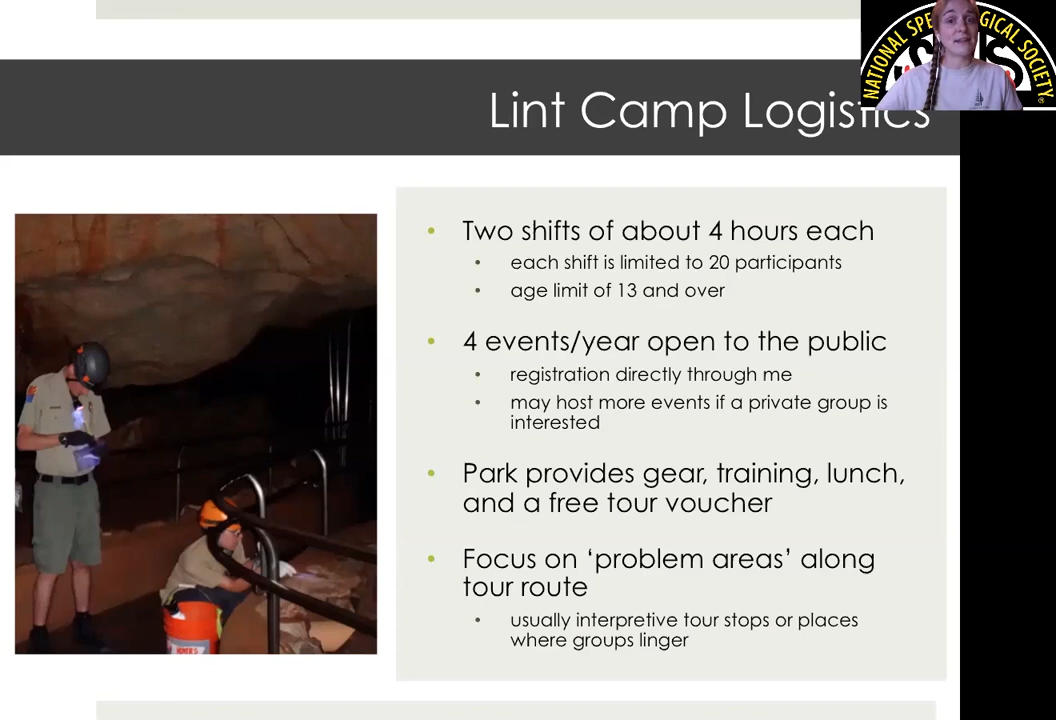 NATIONAL SPE GICAL SOCIETY
Lint Camp Logistics
Two shifts of about 4 hours each
each shift is limited to 20 participants
age limit of 13 and over
4 events/year open to the public
registration directly through me
may host more events if a private group is
interested
Park provides gear, training, lunch,
and a free tour voucher
Focus on ‘problem areas’ along
tour route
usually interpretive tour stops or places
where groups linger